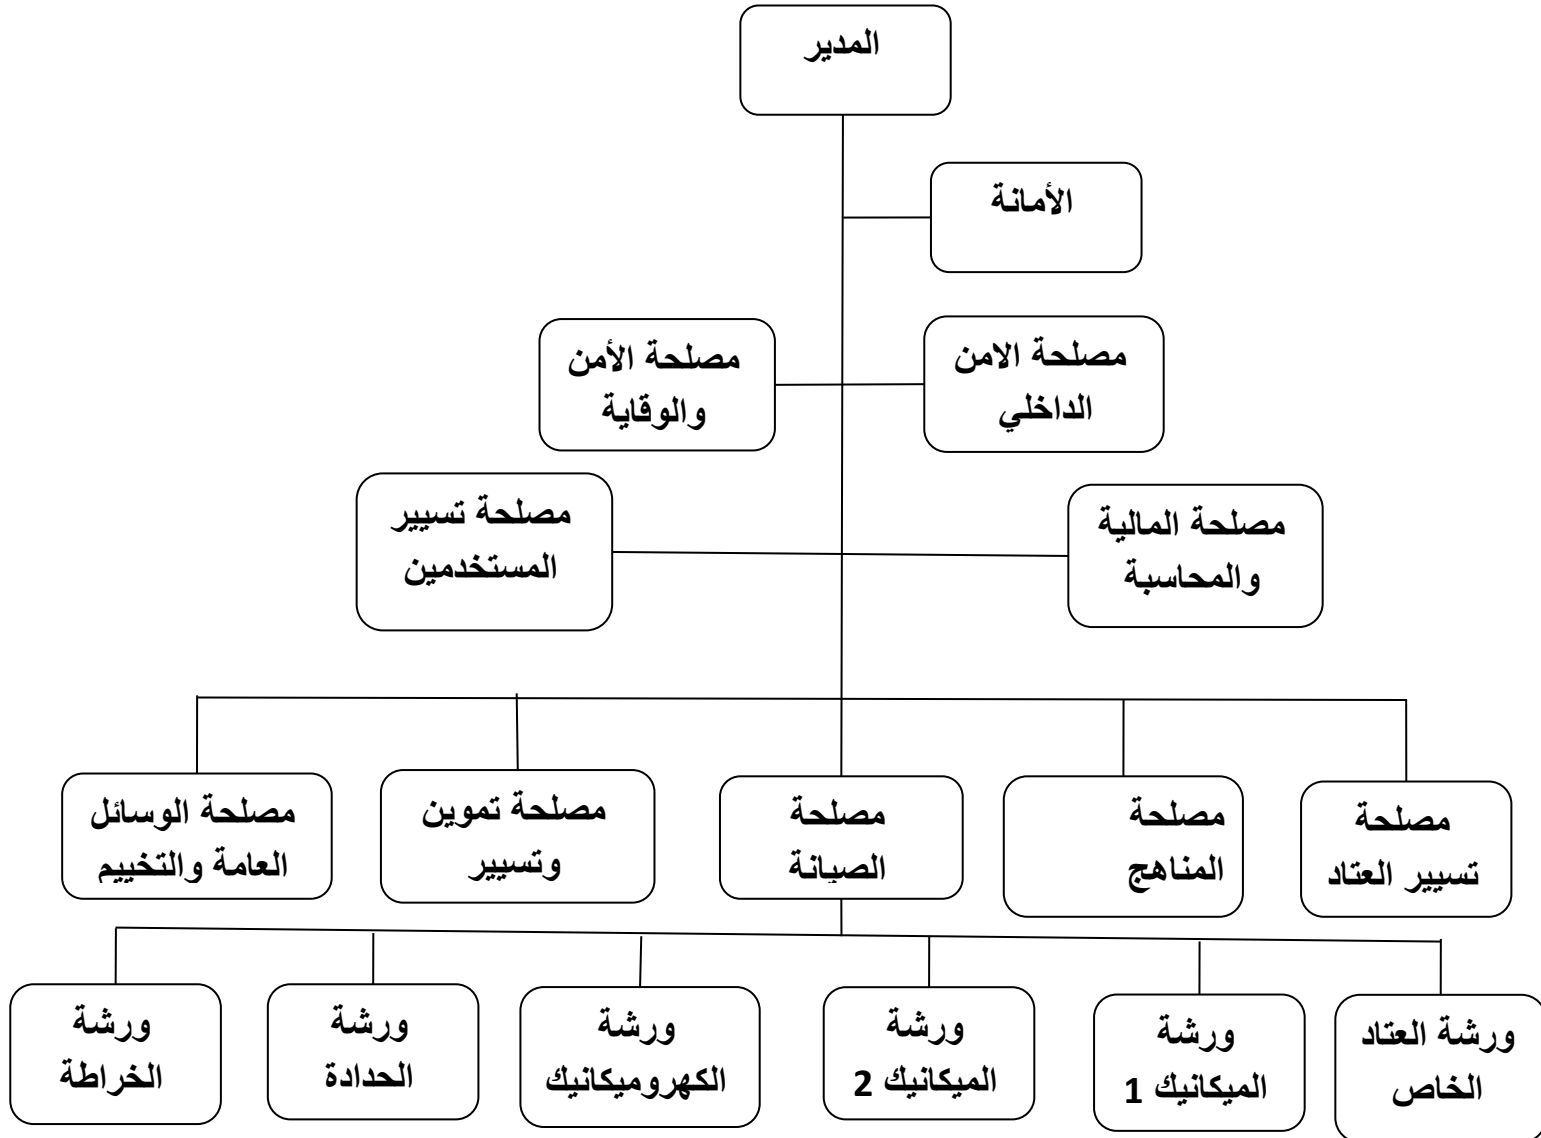 المدير
الأمانة
مصلحة الامن
الداخلي
مصلحة الأمن
والوقاية
مصلحة المالية
والمحاسبة
مصلحة تسيير
المستخدمين
مصلحة
تسيير العتاد
مصلحة
المناهج
مصلحة
الصيانة
مصلحة تموين
وتسيير
مصلحة الوسائل
العامة والتخييم
ورشة العتاد
الخاص
ورشة
الميكانيك 1
ورشة
الميكانيك 2
ورشة
الكهروميكانيك
ورشة
الحدادة
ورشة
الخراطة